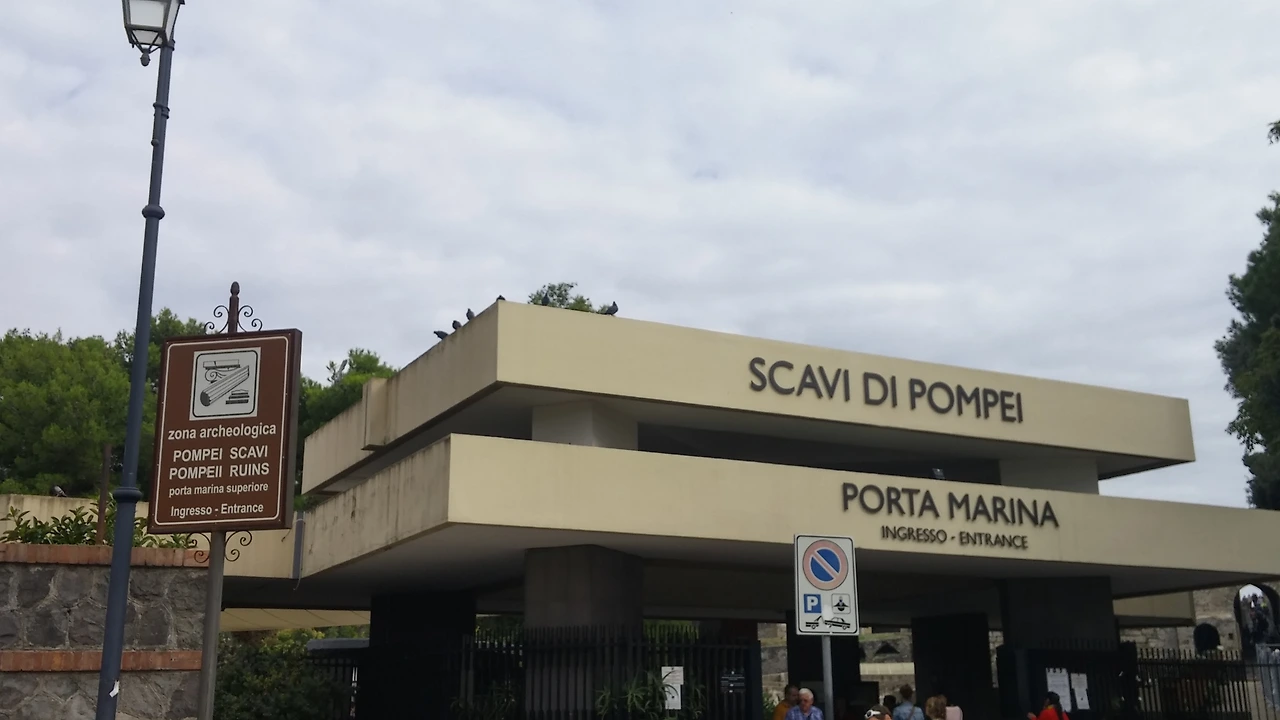 zona archeologica
POMPEI SCAVI
POMPEII RUINS
porta marina superiore
Ingresso - Entrance
SCAVI DI POMPEI
PORTA MARINA
INGRESSO - ENTRANCE
P